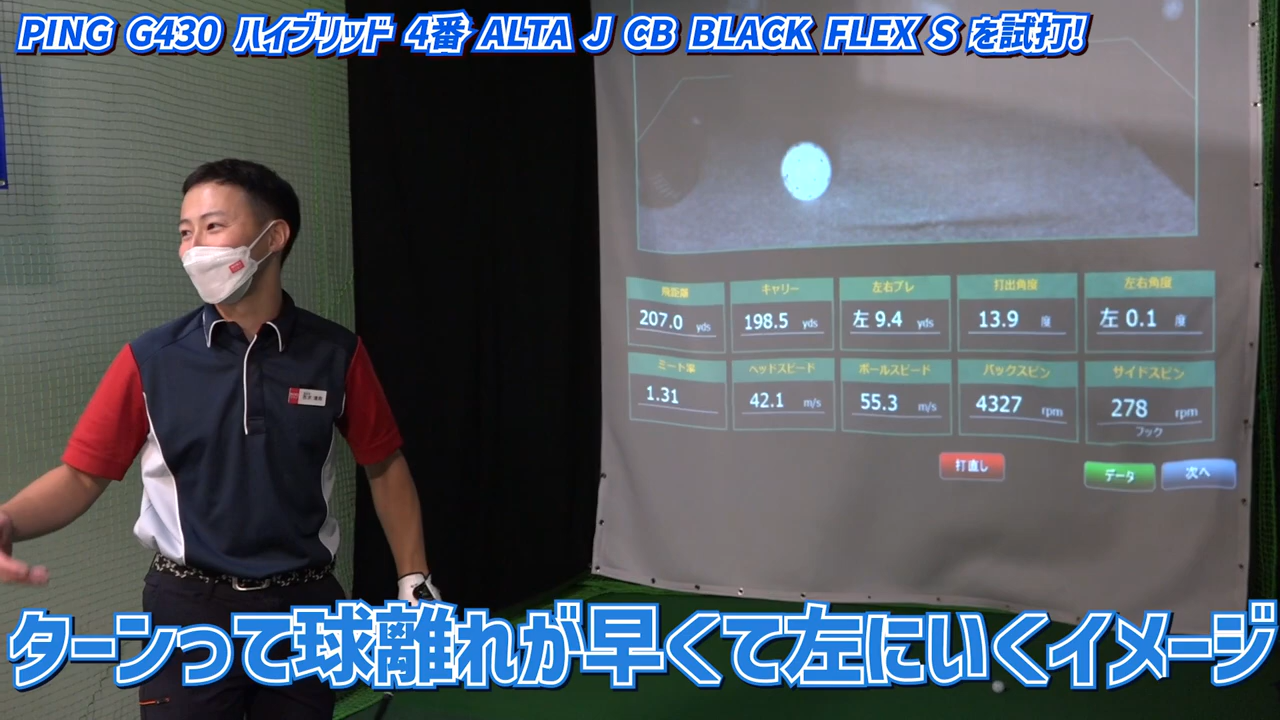 PING G430 ハイブリッド 4番 ALTA J CB BLACK FLEX S を試打!
飛距離 キャリー 左右ブレ 打出角度 左右角度
207.0 yds 198.5 yds 左 9.4 yds 13.9 度 左 0.1 度
ミート率 ヘッドスピード ボールスピード バックスピン サイドスピン
1.31 42.1 m/s 55.3 m/s 4327 rpm 278 rpm
フック
打直し データ 次へ
ターンって球離れが早くて左にいくイメージ